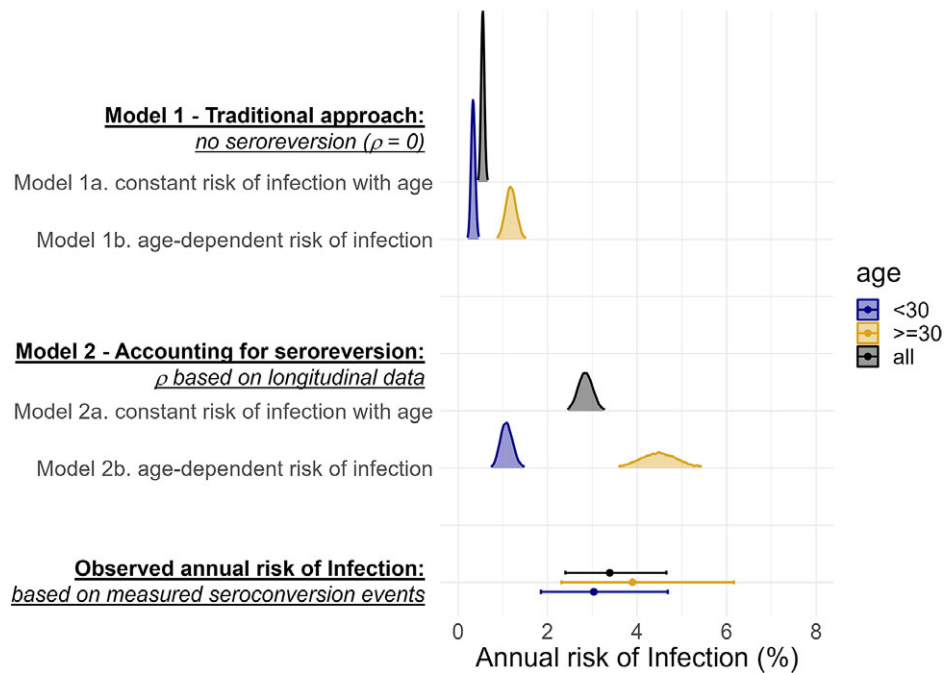 Model 1 - Traditional approach:
no seroreversion (ρ = 0)
Model 1a. constant risk of infection with age
Model 1b. age-dependent risk of infection
Model 2 - Accounting for seroreversion:
ρ based on longitudinal data
Model 2a. constant risk of infection with age
Model 2b. age-dependent risk of infection
Observed annual risk of Infection:
based on measured seroconversion events
0 2 4 6 8
Annual risk of Infection (%)
age
<30
>=30
all